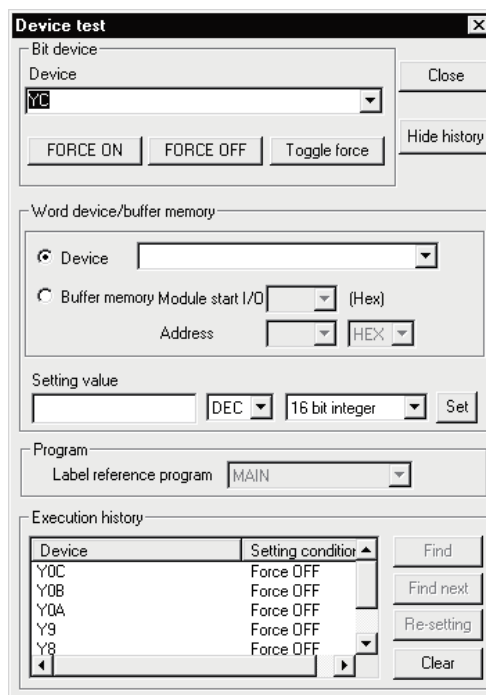 Device test
Bit device
Device
Close
YC
FORCE ON FORCE OFF Toggle force
Hide history
Word device/buffer memory
Device
Buffer memory Module start I/O (Hex)
Address HEX
Setting value
DEC 16 bit integer Set
Program
Label reference program MAIN
Execution history
Device Setting condition
Y0C Force OFF
Y0B Force OFF
Y0A Force OFF
Y9 Force OFF
Y8 Force OFF
Find
Find next
Re-setting
Clear